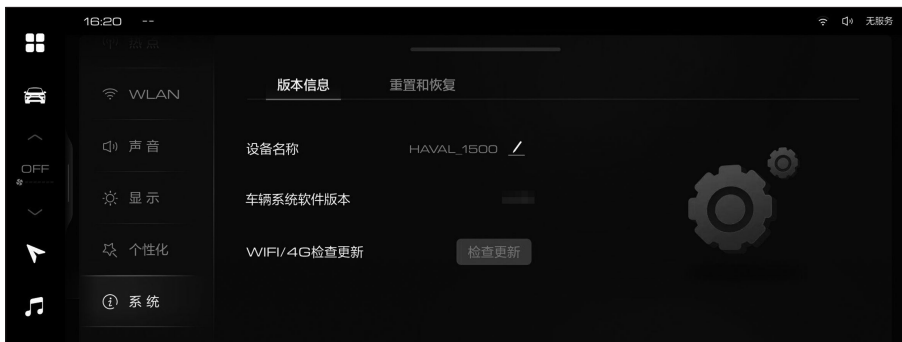 16:20 --
无服务
WLAN
声音
显示
个性化
系统
OFF
版本信息 重置和恢复
设备名称 HAVAL_1500
车辆系统软件版本
WIFI/4G检查更新 检查更新